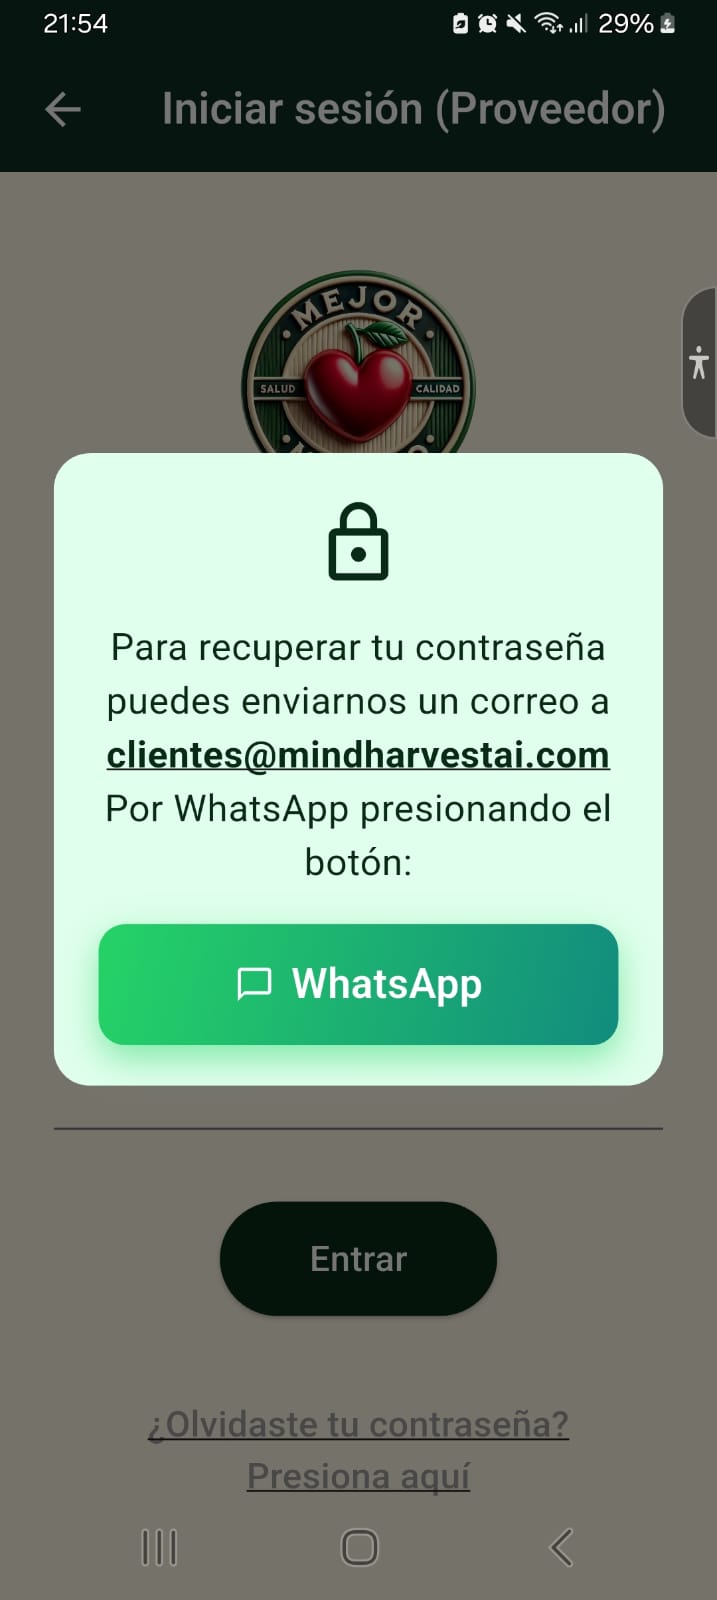 21:54
29%
Iniciar sesión (Proveedor)
MEJOR
SALUD
CALIDAD
Para recuperar tu contraseña
puedes enviarnos un correo a
clientes@mindharvestai.com
Por WhatsApp presionando el
botón:
WhatsApp
Entrar
¿Olvidaste tu contraseña?
Presiona aquí